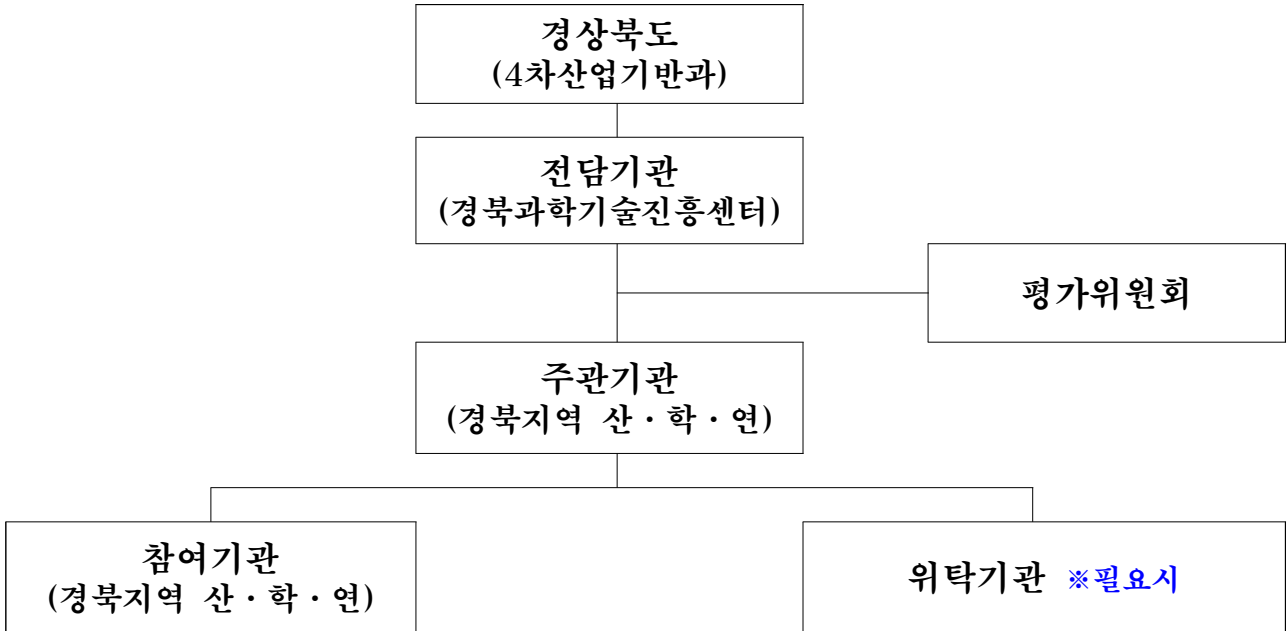 경상북도
(4차산업기반과)
전담기관
(경북과학기술진흥센터)
평가위원회
주관기관
(경북지역 산·학·연)
참여기관
(경북지역 산·학·연)
위탁기관 ※필요시